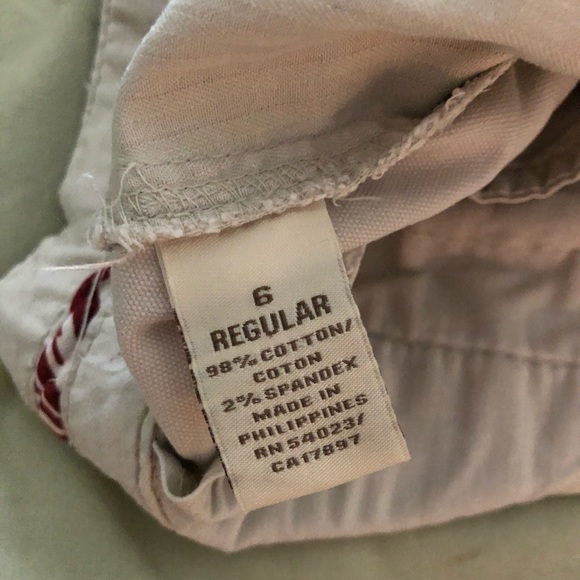 6
REGULAR
98% COTTON/
COTON
2% SPANDEX
MADE IN
PHILIPPINES
RN 54023/
CA17897